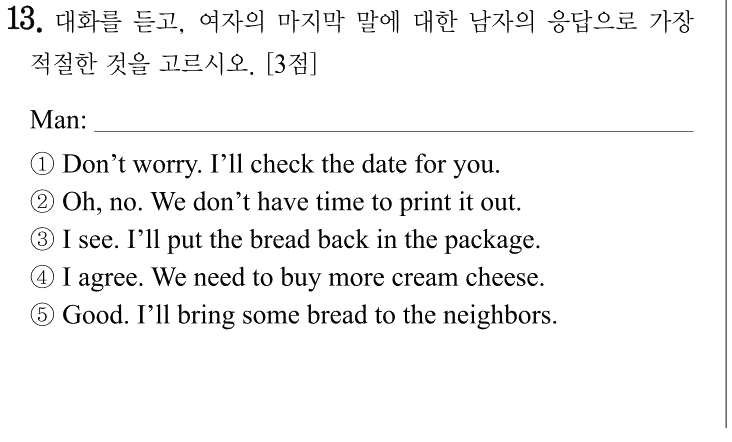 13. 대화를 듣고, 여자의 마지막 말에 대한 남자의 응답으로 가장
적절한 것을 고르시오. [3점]
Man:
① Don’t worry. I’ll check the date for you.
② Oh, no. We don’t have time to print it out.
③ I see. I’ll put the bread back in the package.
④ I agree. We need to buy more cream cheese.
⑤ Good. I’ll bring some bread to the neighbors.